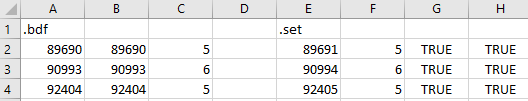 A B C D E F G H
1 .bdf .set
2 89690 89690 5 89691 5 TRUE TRUE
3 90993 90993 6 90994 6 TRUE TRUE
4 92404 92404 5 92405 5 TRUE TRUE